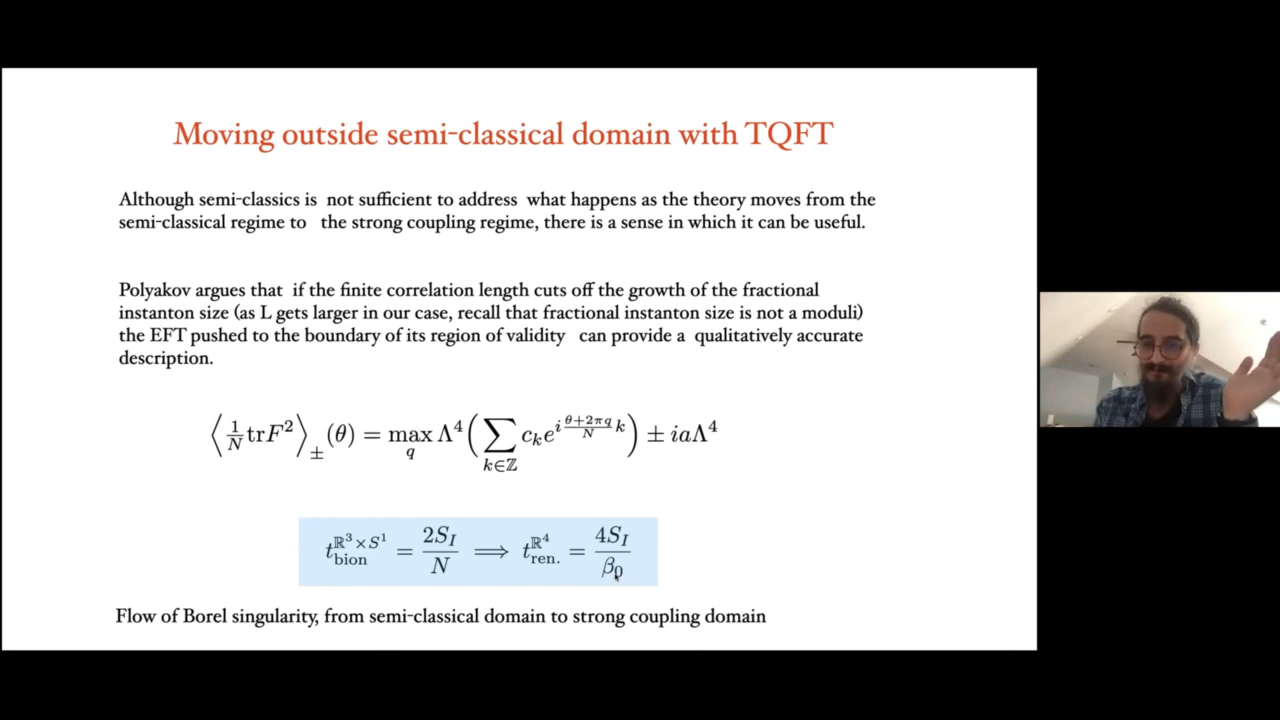 Moving outside semi-classical domain with TQFT
Although semi-classics is not sufficient to address what happens as the theory moves from the
semi-classical regime to the strong coupling regime, there is a sense in which it can be useful.
Polyakov argues that if the finite correlation length cuts off the growth of the fractional
instanton size (as L gets larger in our case, recall that fractional instanton size is not a moduli)
the EFT pushed to the boundary of its region of validity can provide a qualitatively accurate
description.
⟨ 1/N trF² ⟩± (θ) = max_q Λ⁴ ( ∑_{k∈ℤ} c_k e^{i (θ+2πq)/N k} ) ± iaΛ⁴
t_bion^{ℝ³×S¹} = 2S_I/N ⟹ t_ren.^{ℝ⁴} = 4S_I/β₀
Flow of Borel singularity, from semi-classical domain to strong coupling domain